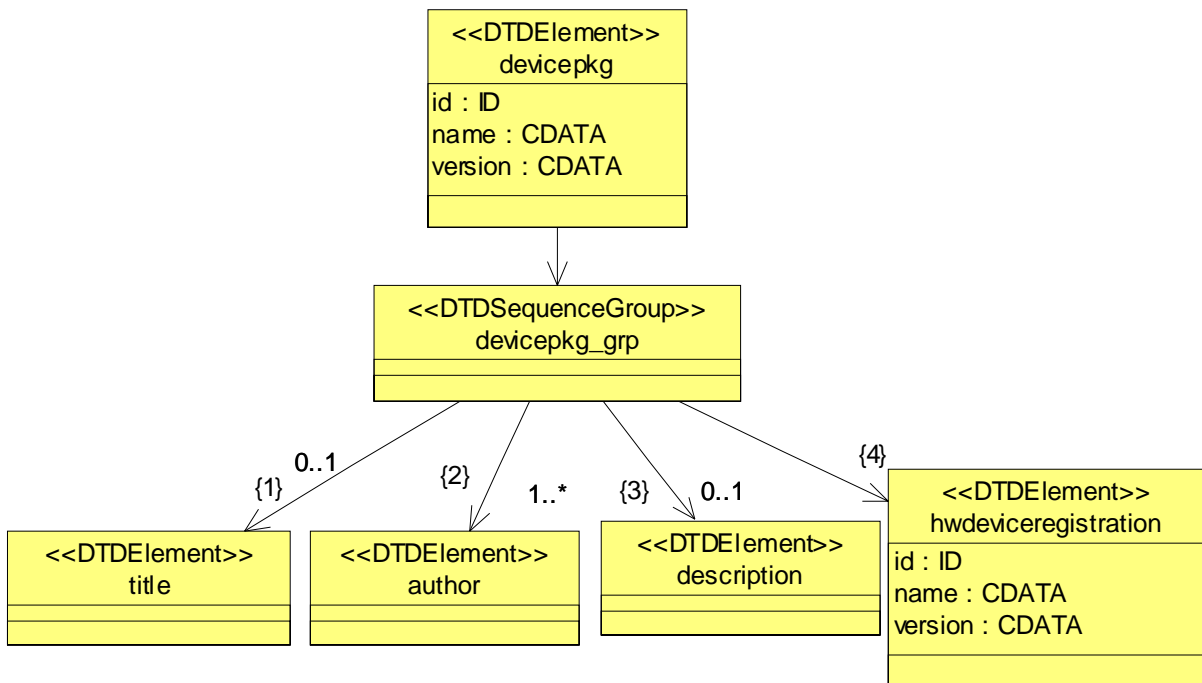 <<DTDElement>>
devicepkg
id : ID
name : CDATA
version : CDATA
<<DTDSequenceGroup>>
devicepkg_grp
{1}
0..1
{2}
1..*
{3}
0..1
{4}
<<DTDElement>>
title
<<DTDElement>>
author
<<DTDElement>>
description
<<DTDElement>>
hwdeviceregistration
id : ID
name : CDATA
version : CDATA